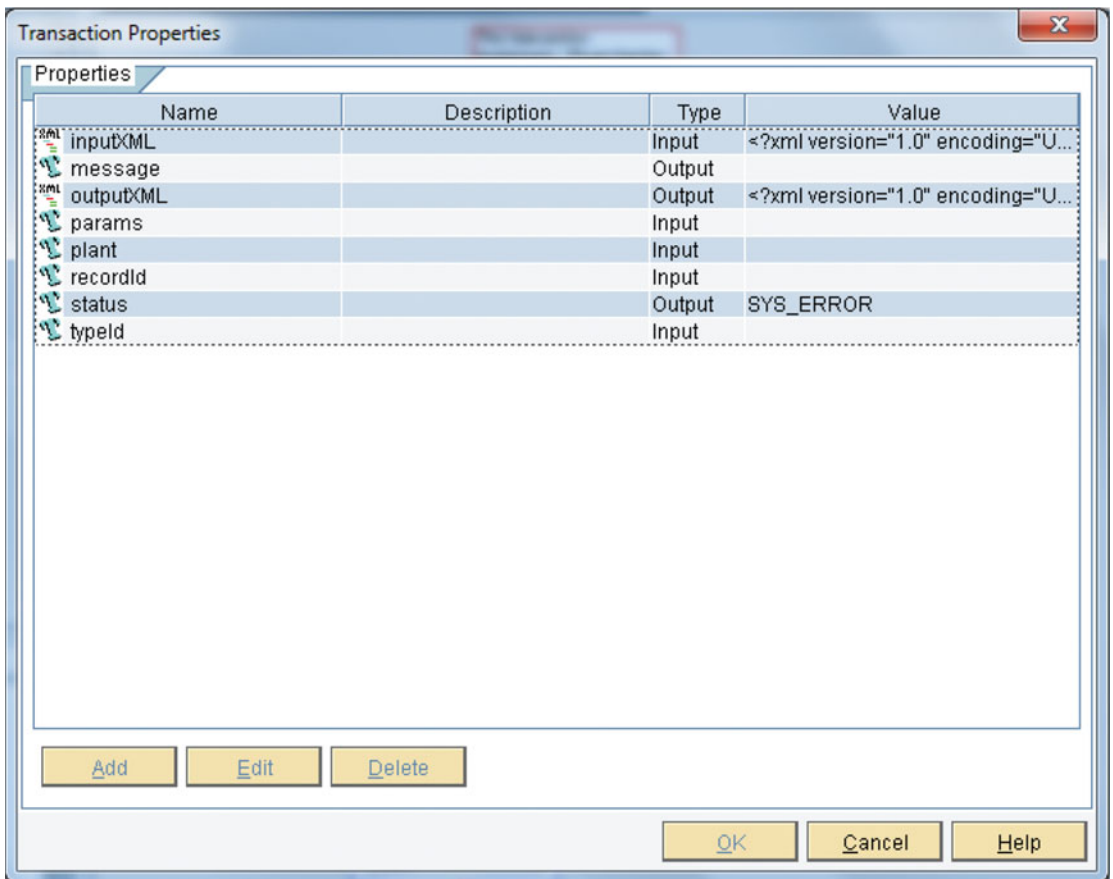 Transaction Properties
Properties
Name Description Type Value
XML inputXML Input <?xml version="1.0" encoding="U...
message Output
XML outputXML Output <?xml version="1.0" encoding="U...
params Input
plant Input
recordId Input
status Output SYS_ERROR
typeId Input
Add Edit Delete
OK Cancel Help